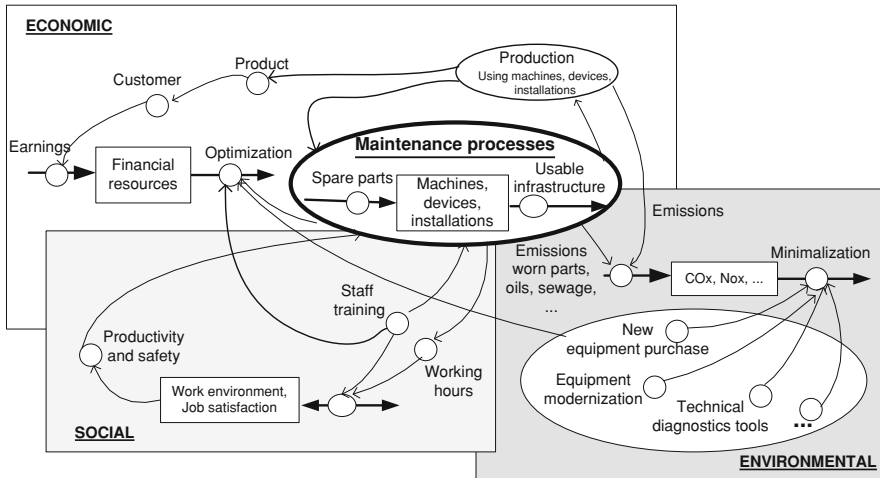 ECONOMIC
Production
Using machines, devices,
installations
Product
Customer
Earnings
Financial
resources
Optimization
Maintenance processes
Spare parts
Machines,
devices,
installations
Usable
infrastructure
Emissions
Emissions
worn parts,
oils, sewage,
...
COx, Nox, ...
Minimalization
Staff
training
Productivity
and safety
Working
hours
Work environment,
Job satisfaction
SOCIAL
New
equipment purchase
Equipment
modernization
Technical
diagnostics tools
...
ENVIRONMENTAL